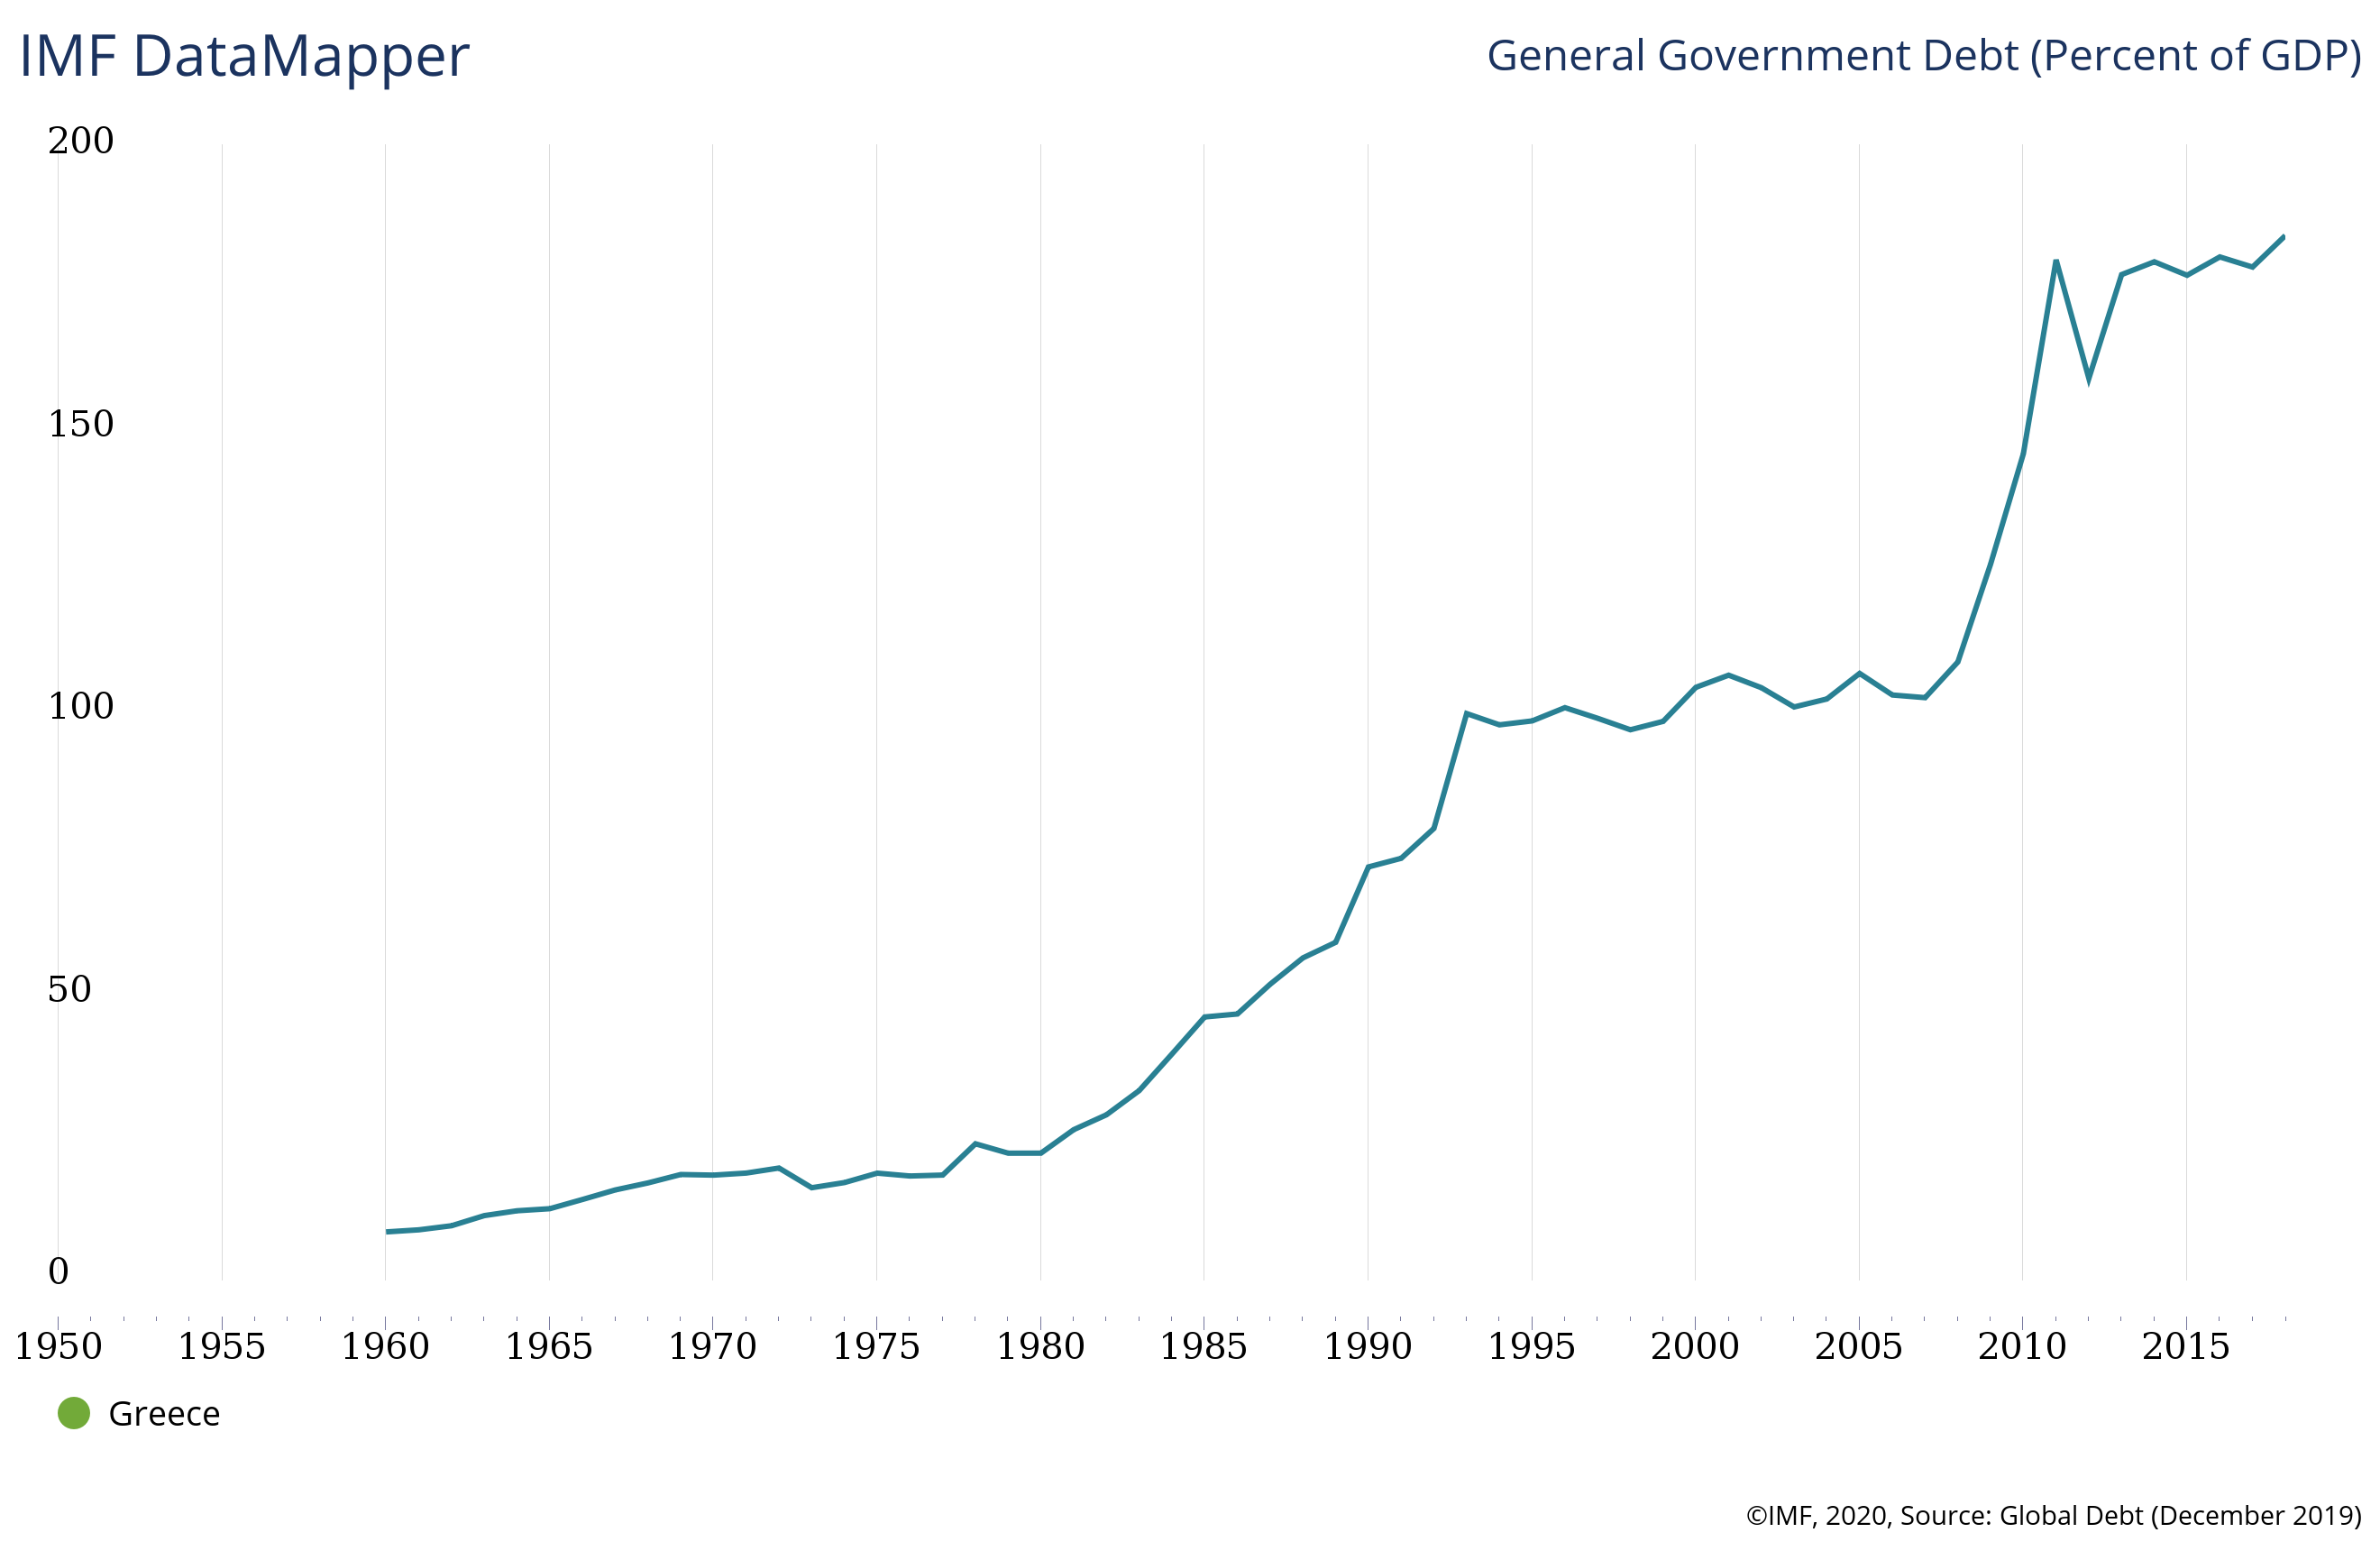 IMF DataMapper
General Government Debt (Percent of GDP)
200
150
100
50
0
1950 1955 1960 1965 1970 1975 1980 1985 1990 1995 2000 2005 2010 2015
Greece
©IMF, 2020, Source: Global Debt (December 2019)